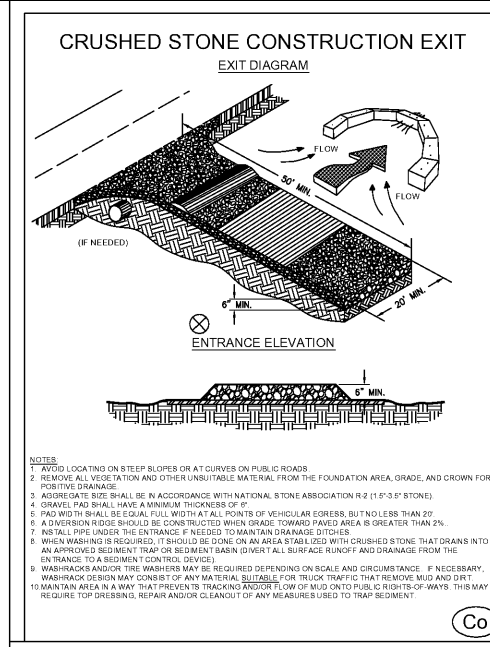 CRUSHED STONE CONSTRUCTION EXIT
EXIT DIAGRAM
FLOW
50' MIN.
FLOW
(IF NEEDED)
6" MIN.
20' MIN.
ENTRANCE ELEVATION
6" MIN.
NOTES:
1. AVOID LOCATING ON STEEP SLOPES OR AT CURVES ON PUBLIC ROADS.
2. REMOVE ALL VEGETATION AND OTHER UNSUITABLE MATERIAL FROM THE FOUNDATION AREA, GRADE, AND CROWN FOR
POSITIVE DRAINAGE.
3. AGGREGATE SIZE SHALL BE IN ACCORDANCE WITH NATIONAL STONE ASSOCIATION R-2 (1.5"-3.5" STONE).
4. GRAVEL PAD SHALL HAVE A MINIMUM THICKNESS OF 6".
5. PAD WIDTH SHALL BE EQUAL FULL WIDTH AT ALL POINTS OF VEHICULAR EGRESS, BUT NO LESS THAN 20'.
6. A DIVERSION RIDGE SHOULD BE CONSTRUCTED WHEN GRADE TOWARD PAVED AREA IS GREATER THAN 2%.
7. INSTALL PIPE UNDER THE ENTRANCE IF NEEDED TO MAINTAIN DRAINAGE DITCHES.
8. WHEN WASHING IS REQUIRED, IT SHOULD BE DONE ON AN AREA STABILIZED WITH CRUSHED STONE THAT DRAINS INTO
AN APPROVED SEDIMENT TRAP OR SEDIMENT BASIN (DIVERT ALL SURFACE RUNOFF AND DRAINAGE FROM THE
ENTRANCE TO A SEDIMENT CONTROL DEVICE).
9. WASHRACKS AND/OR TIRE WASHERS MAY BE REQUIRED DEPENDING ON SCALE AND CIRCUMSTANCE. IF NECESSARY,
WASHRACK DESIGN MAY CONSIST OF ANY MATERIAL SUITABLE FOR TRUCK TRAFFIC THAT REMOVE MUD AND DIRT.
10. MAINTAIN AREA IN A WAY THAT PREVENTS TRACKING AND/OR FLOW OF MUD ONTO PUBLIC RIGHTS-OF-WAYS. THIS MAY
REQUIRE TOP DRESSING, REPAIR AND/OR CLEANOUT OF ANY MEASURES USED TO TRAP SEDIMENT.
Co